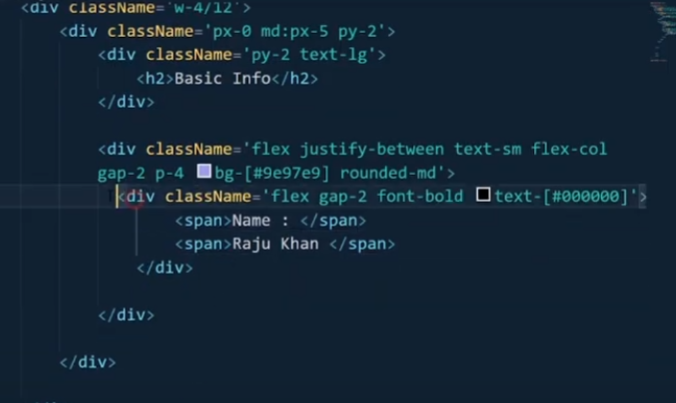 <div className='w-4/12'>
<div className='px-0 md:px-5 py-2'>
<div className='py-2 text-lg'>
<h2>Basic Info</h2>
</div>
<div className='flex justify-between text-sm flex-col
gap-2 p-4 bg-[#9e97e9] rounded-md'>
<div className='flex gap-2 font-bold text-[#000000]'>
<span>Name : </span>
<span>Raju Khan </span>
</div>
</div>
</div>